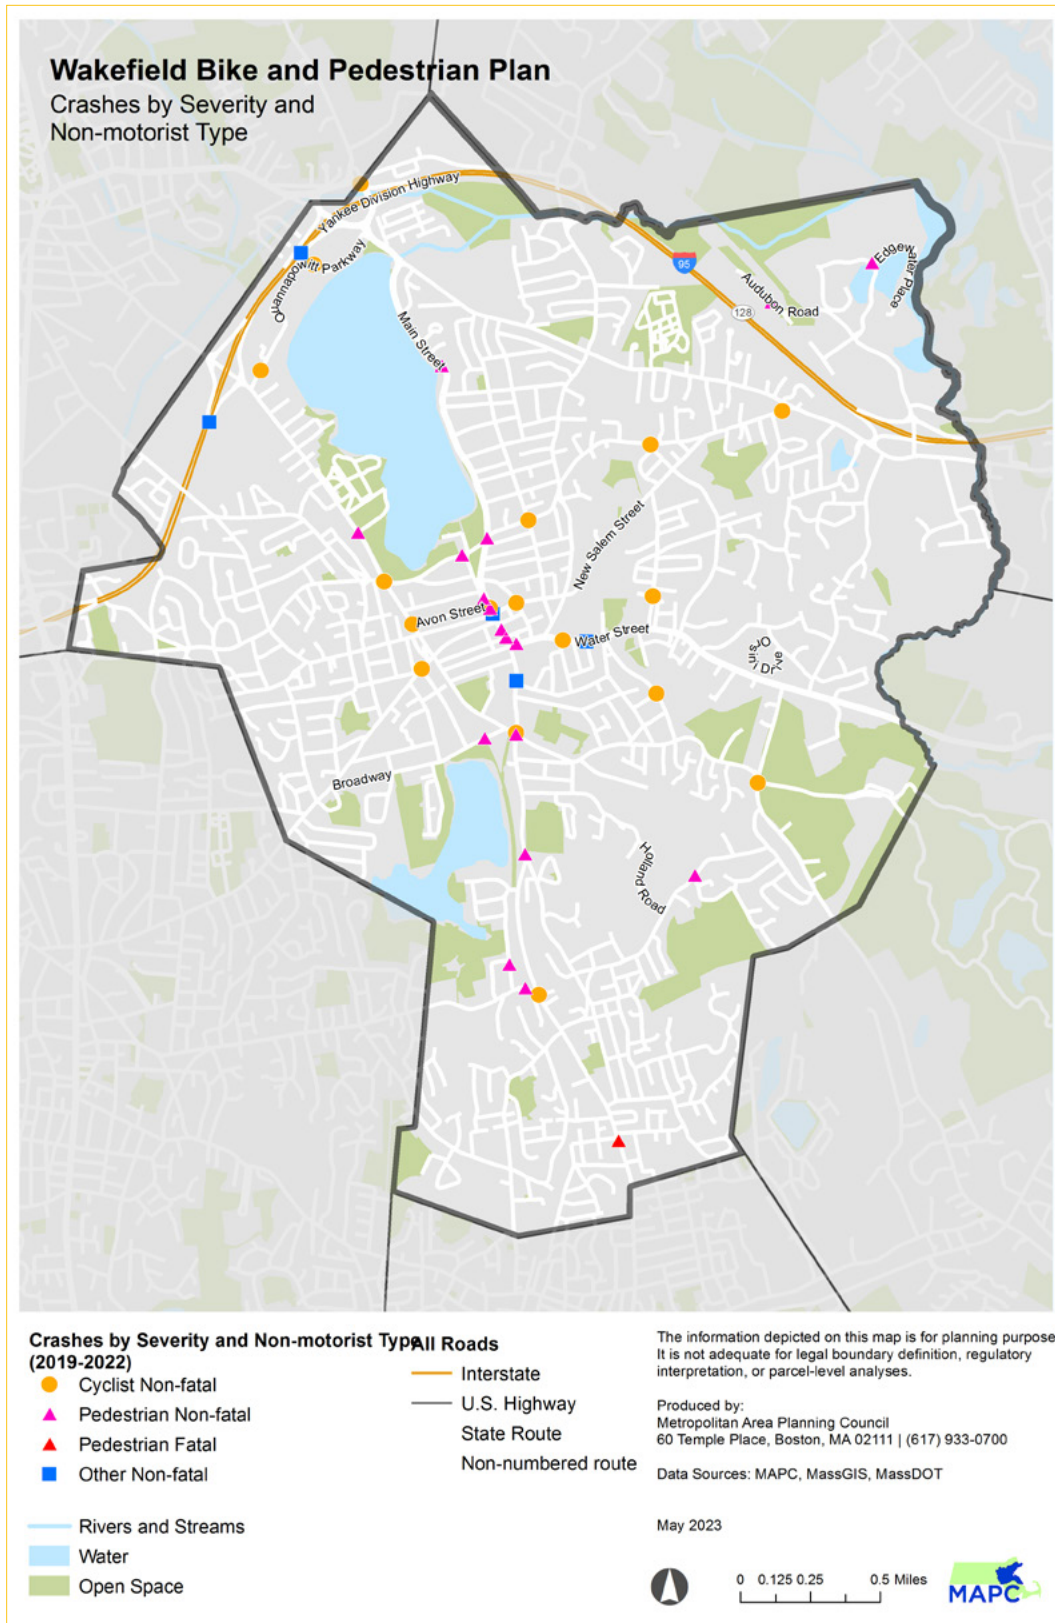 Wakefield Bike and Pedestrian Plan
Crashes by Severity and
Non-motorist Type
Yankee Division Highway
Quannapowitt Parkway
Main Street
95
128
Audubon Road
Edgewater Place
New Salem Street
Avon Street
Water Street
Orsini Drive
Broadway
Holland Road
Crashes by Severity and Non-motorist Type
(2019-2022)
Cyclist Non-fatal
Pedestrian Non-fatal
Pedestrian Fatal
Other Non-fatal
Rivers and Streams
Water
Open Space
All Roads
Interstate
U.S. Highway
State Route
Non-numbered route
The information depicted on this map is for planning purpose
It is not adequate for legal boundary definition, regulatory
interpretation, or parcel-level analyses.
Produced by:
Metropolitan Area Planning Council
60 Temple Place, Boston, MA 02111 | (617) 933-0700
Data Sources: MAPC, MassGIS, MassDOT
May 2023
0 0.125 0.25 0.5 Miles
MAPC